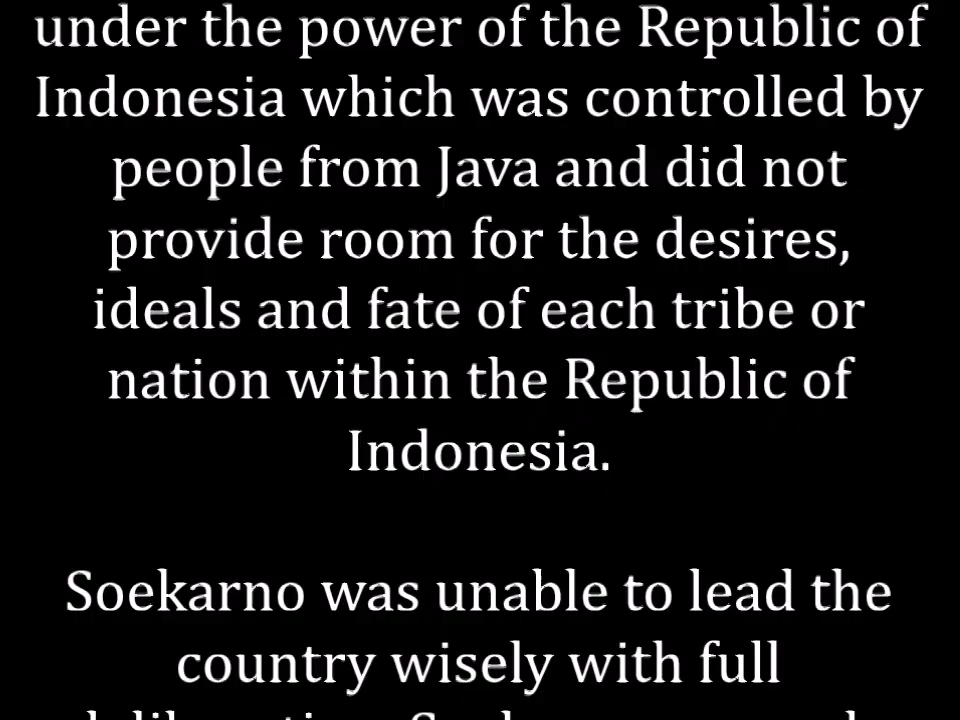 under the power of the Republic of
Indonesia which was controlled by
people from Java and did not
provide room for the desires,
ideals and fate of each tribe or
nation within the Republic of
Indonesia.
Soekarno was unable to lead the
country wisely with full